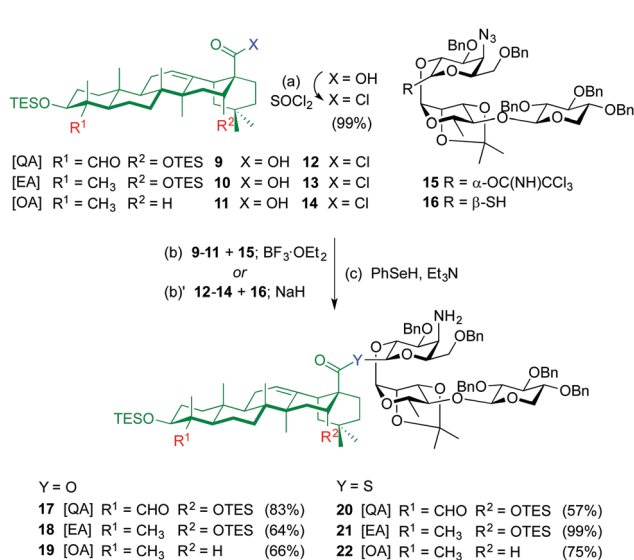 O
X
N3
BnO
OBn
O
R
O
O
O
O
O
O
OBn
BnO
OBn
O
TESO
R1
R2
(a)
SOCl2
X = OH
X = Cl
(99%)
[QA] R1 = CHO R2 = OTES 9 X = OH 12 X = Cl
[EA] R1 = CH3 R2 = OTES 10 X = OH 13 X = Cl
[OA] R1 = CH3 R2 = H 11 X = OH 14 X = Cl
15 R = α-OC(NH)CCl3
16 R = β-SH
(b) 9-11 + 15; BF3·OEt2
or
(b)' 12-14 + 16; NaH
(c) PhSeH, Et3N
NH2
BnO
OBn
O
Y
O
O
O
O
O
O
O
OBn
BnO
OBn
O
TESO
R1
R2
Y = O
17 [QA] R1 = CHO R2 = OTES (83%)
18 [EA] R1 = CH3 R2 = OTES (64%)
19 [OA] R1 = CH3 R2 = H (66%)
Y = S
20 [QA] R1 = CHO R2 = OTES (57%)
21 [EA] R1 = CH3 R2 = OTES (99%)
22 [OA] R1 = CH3 R2 = H (75%)